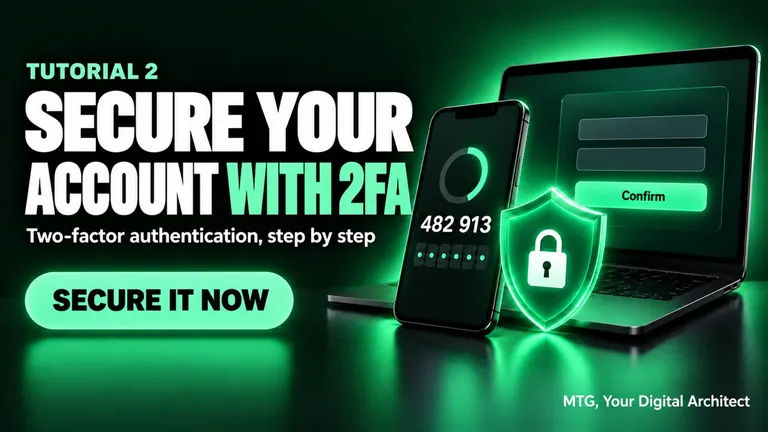 TUTORIAL 2
SECURE YOUR
ACCOUNT WITH 2FA
Two-factor authentication, step by step
SECURE IT NOW
482 913
Confirm
MTG, Your Digital Architect